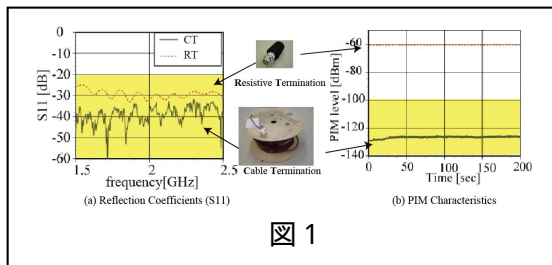 0
-10
-20
-30
-40
-50
-60
S11 [dB]
CT
RT
1.5
2
2.5
frequency[GHz]
(a) Reflection Coefficients (S11)
Resistive Termination
Cable Termination
PIM level [dBm]
-60
-80
-100
-120
-140
0
50
100
150
200
Time [sec]
(b) PIM Characteristics
図 1